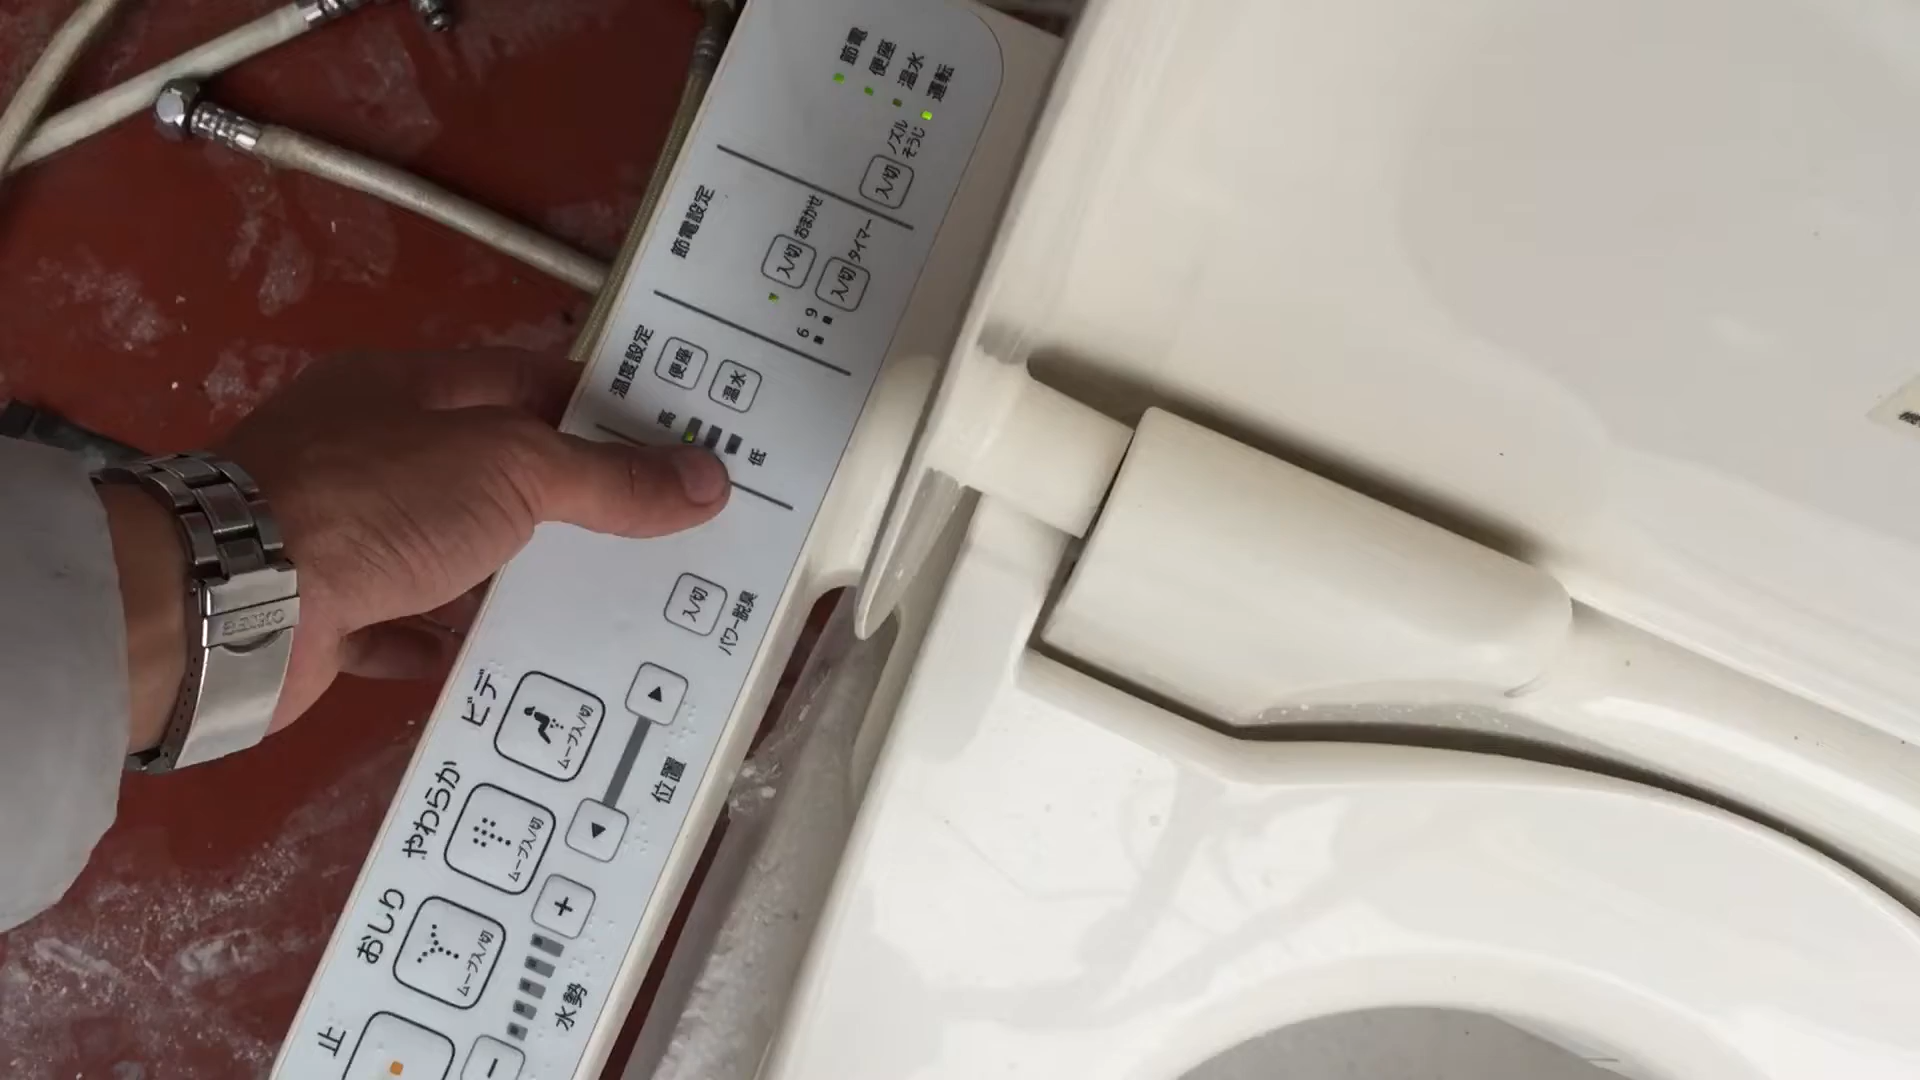 節電
便座
温水
運転
ノズル
そうじ
入/切
節電設定
おまかせ
入/切
タイマー
入/切
6 9
温度設定
便座
温水
高
低
入/切
パワー脱臭
ビデ
ムーブ入/切
位置
やわらか
ムーブ入/切
おしり
ムーブ入/切
+
水勢
−
止